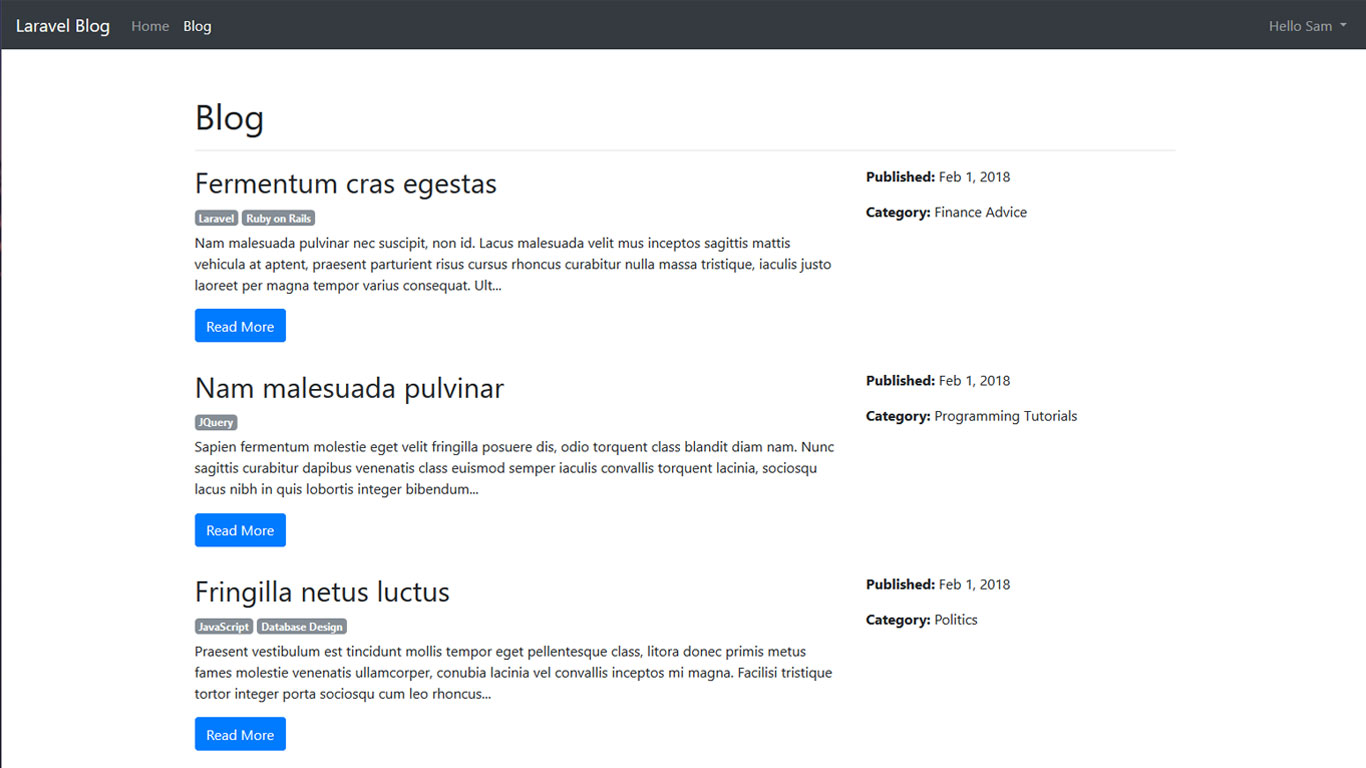 Laravel Blog Home Blog Hello Sam
Blog
Fermentum cras egestas
Laravel Ruby on Rails
Nam malesuada pulvinar nec suscipit, non id. Lacus malesuada velit mus inceptos sagittis mattis
vehicula at aptent, praesent parturient risus cursus rhoncus curabitur nulla massa tristique, iaculis justo
laoreet per magna tempor varius consequat. Ult...
Read More
Published: Feb 1, 2018
Category: Finance Advice
Nam malesuada pulvinar
JQuery
Sapien fermentum molestie eget velit fringilla posuere dis, odio torquent class blandit diam nam. Nunc
sagittis curabitur dapibus venenatis class euismod semper iaculis convallis torquent lacinia, sociosqu
lacus nibh in quis lobortis integer bibendum...
Read More
Published: Feb 1, 2018
Category: Programming Tutorials
Fringilla netus luctus
JavaScript Database Design
Praesent vestibulum est tincidunt mollis tempor eget pellentesque class, litora donec primis metus
fames molestie venenatis ullamcorper, conubia lacinia vel convallis inceptos mi magna. Facilisi tristique
tortor integer porta sociosqu cum leo rhoncus...
Read More
Published: Feb 1, 2018
Category: Politics